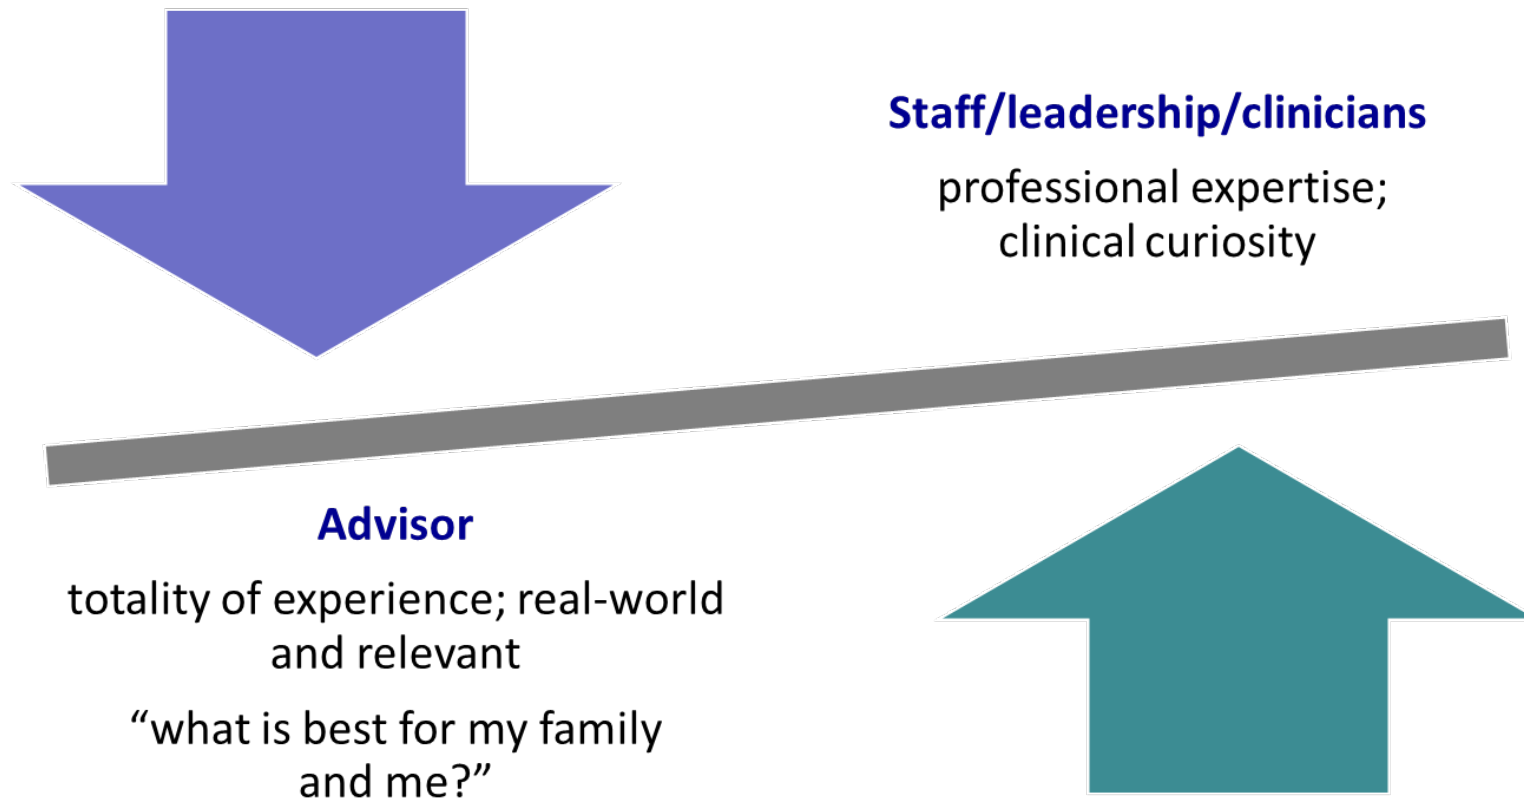 Staff/leadership/clinicians
professional expertise;
clinical curiosity
Advisor
totality of experience; real-world
and relevant
“what is best for my family
and me?”